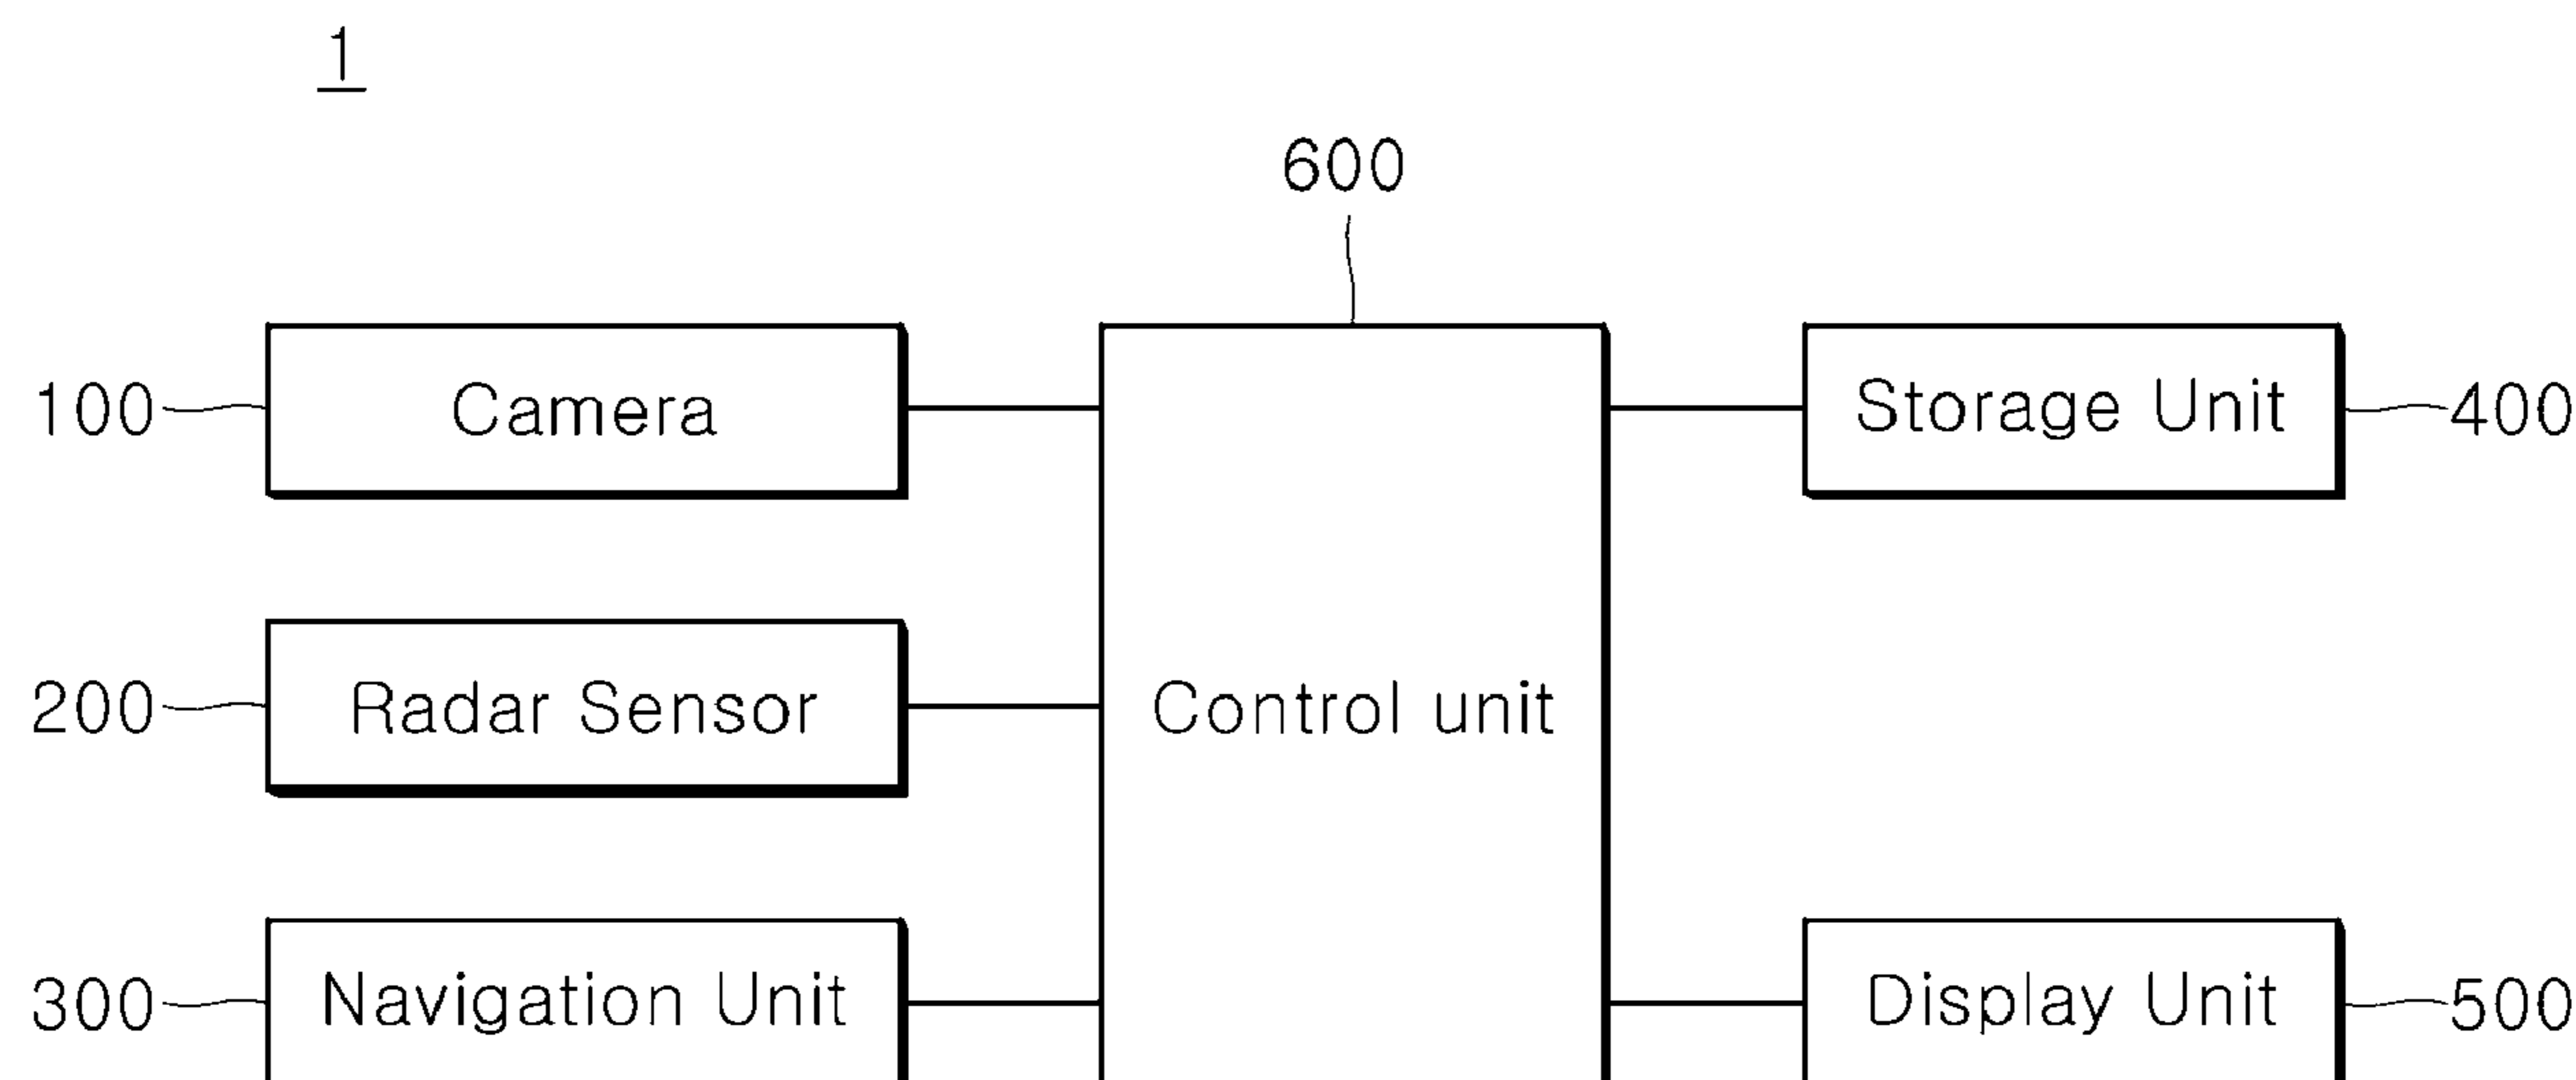 1
600
100 Camera Storage Unit 400
200 Radar Sensor Control unit
300 Navigation Unit Display Unit 500